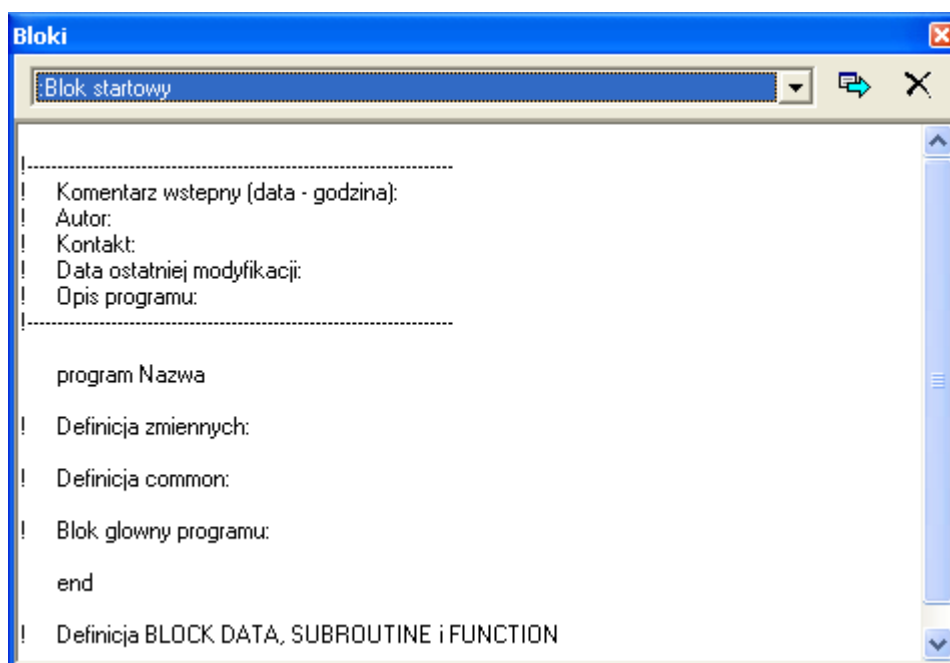 Bloki
:Blok startowy
!-----------------------------------------------------------------------
! Komentarz wstepny (data - godzina):
! Autor:
! Kontakt:
! Data ostatniej modyfikacji:
! Opis programu:
!-----------------------------------------------------------------------
program Nazwa
! Definicja zmiennych:
! Definicja common:
! Blok glowny programu:
end
! Definicja BLOCK DATA, SUBROUTINE i FUNCTION